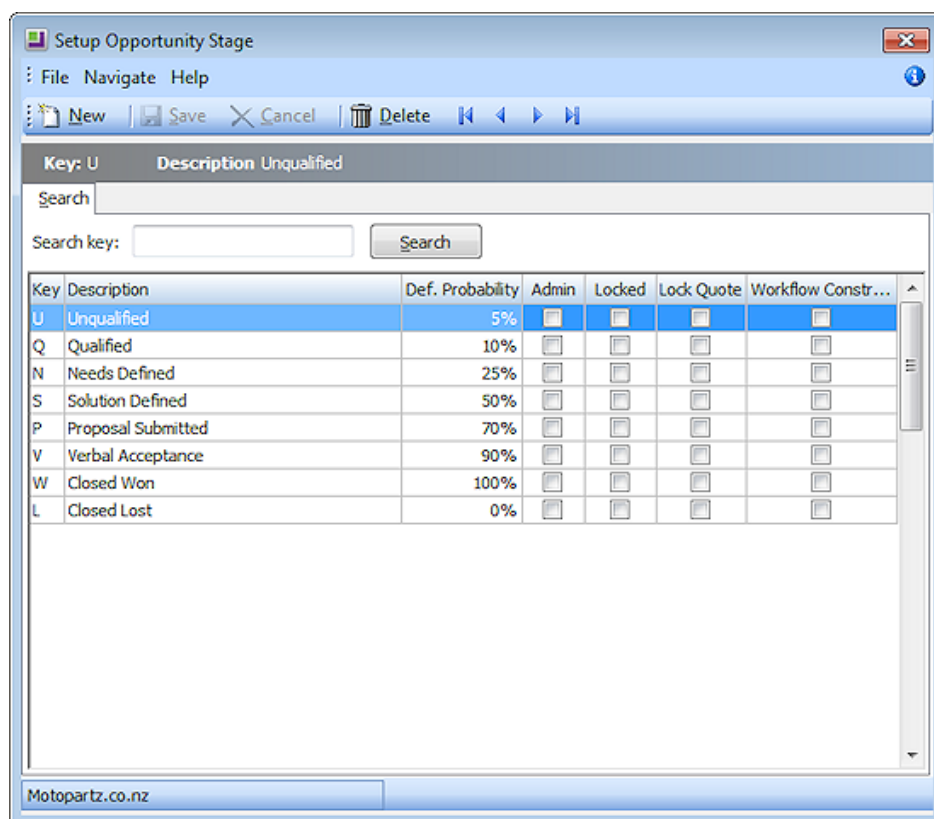 Setup Opportunity Stage
File Navigate Help
New Save Cancel Delete
Key: U Description Unqualified
Search
Search key: Search
Key Description Def. Probability Admin Locked Lock Quote Workflow Constr...
U Unqualified 5%
Q Qualified 10%
N Needs Defined 25%
S Solution Defined 50%
P Proposal Submitted 70%
V Verbal Acceptance 90%
W Closed Won 100%
L Closed Lost 0%
Motopartz.co.nz